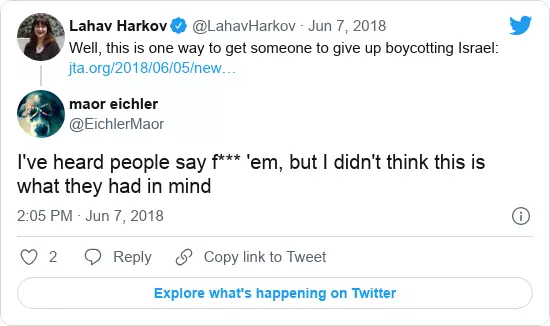 Lahav Harkov @LahavHarkov · Jun 7, 2018
Well, this is one way to get someone to give up boycotting Israel:
jta.org/2018/06/05/new…
maor eichler
@EichlerMaor
I've heard people say f*** 'em, but I didn't think this is
what they had in mind
2:05 PM · Jun 7, 2018
2 Reply Copy link to Tweet
Explore what's happening on Twitter